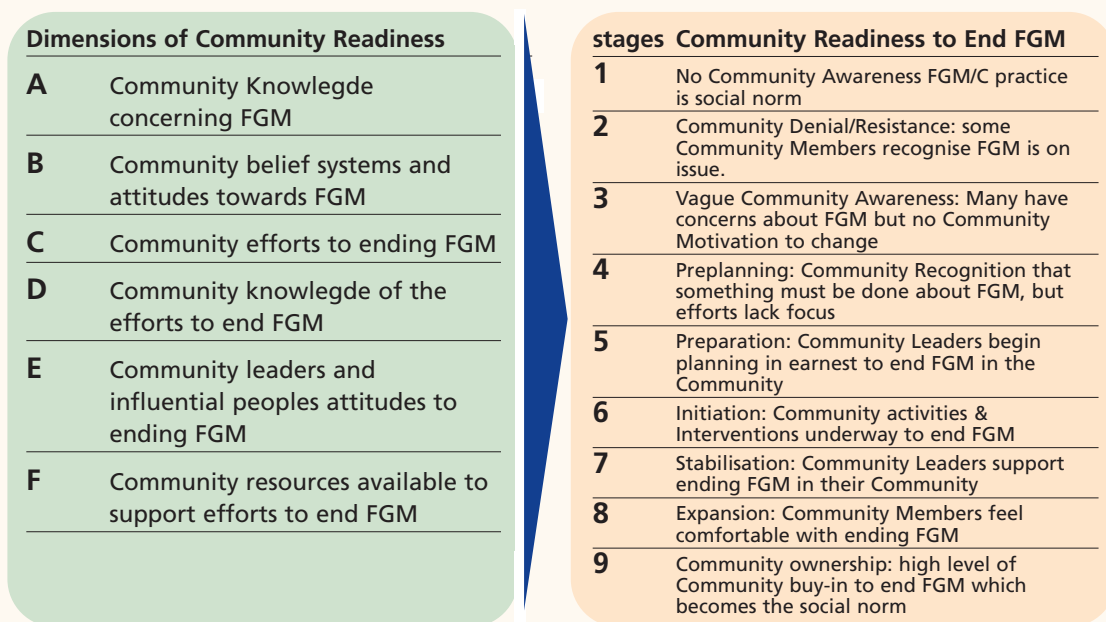 Dimensions of Community Readiness
A Community Knowlegde
concerning FGM
B Community belief systems and
attitudes towards FGM
C Community efforts to ending FGM
D Community knowlegde of the
efforts to end FGM
E Community leaders and
influential peoples attitudes to
ending FGM
F Community resources available to
support efforts to end FGM
stages Community Readiness to End FGM
1 No Community Awareness FGM/C practice
is social norm
2 Community Denial/Resistance: some
Community Members recognise FGM is on
issue.
3 Vague Community Awareness: Many have
concerns about FGM but no Community
Motivation to change
4 Preplanning: Community Recognition that
something must be done about FGM, but
efforts lack focus
5 Preparation: Community Leaders begin
planning in earnest to end FGM in the
Community
6 Initiation: Community activities &
Interventions underway to end FGM
7 Stabilisation: Community Leaders support
ending FGM in their Community
8 Expansion: Community Members feel
comfortable with ending FGM
9 Community ownership: high level of
Community buy-in to end FGM which
becomes the social norm